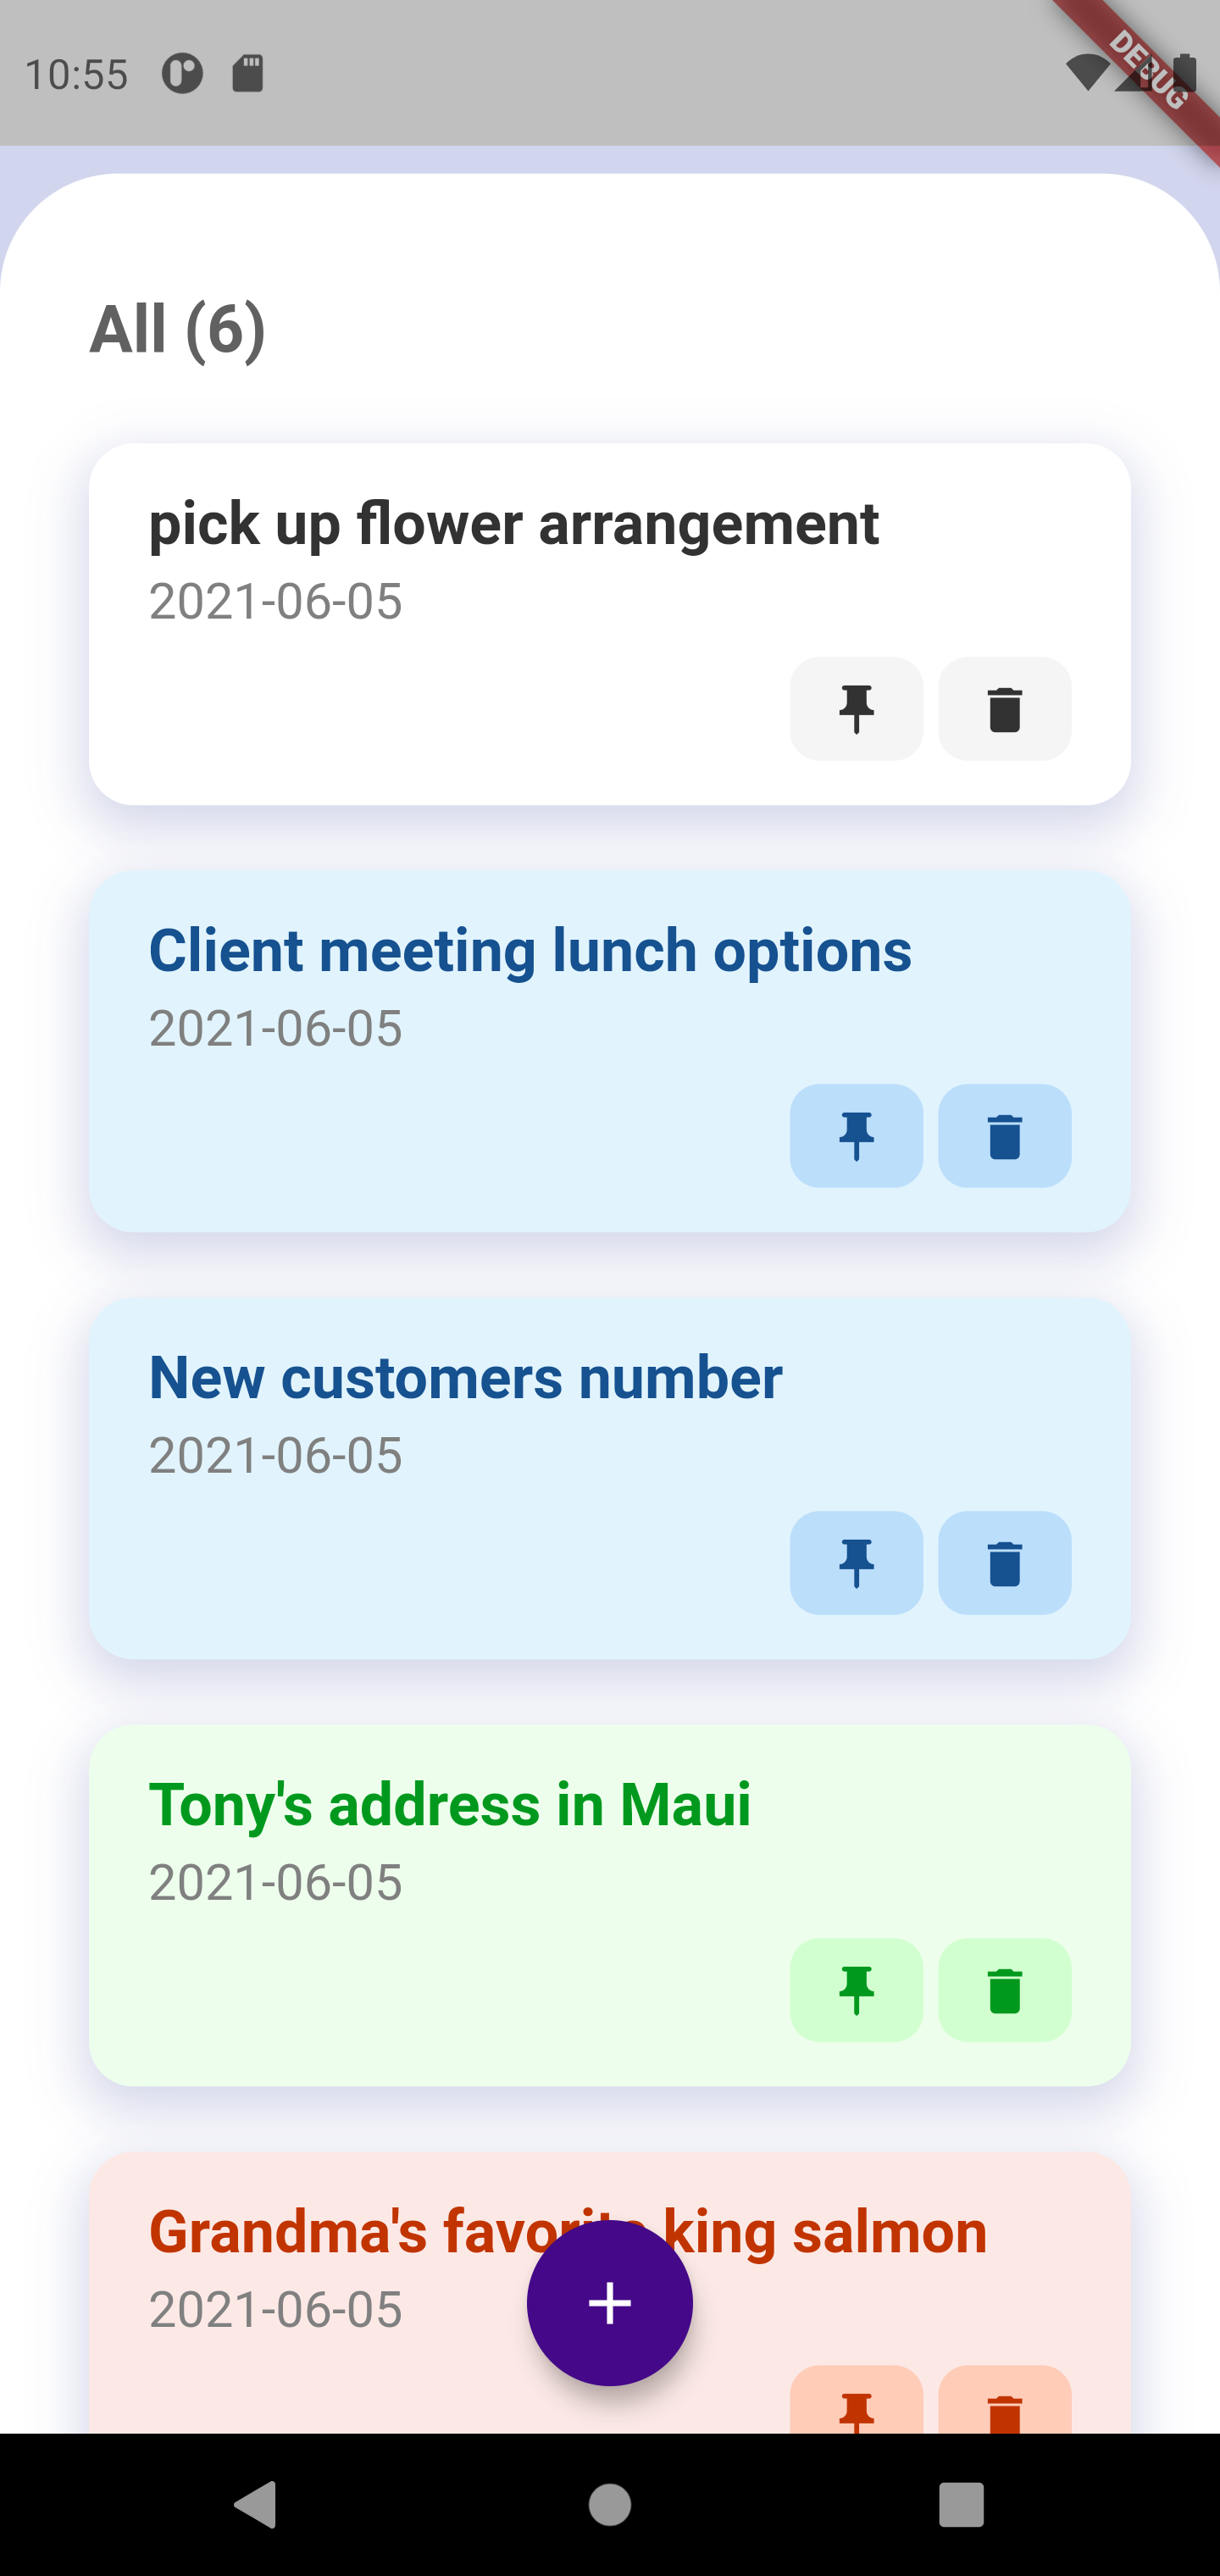 10:55
DEBUG
All (6)
pick up flower arrangement
2021-06-05
Client meeting lunch options
2021-06-05
New customers number
2021-06-05
Tony's address in Maui
2021-06-05
Grandma's favorite king salmon
2021-06-05